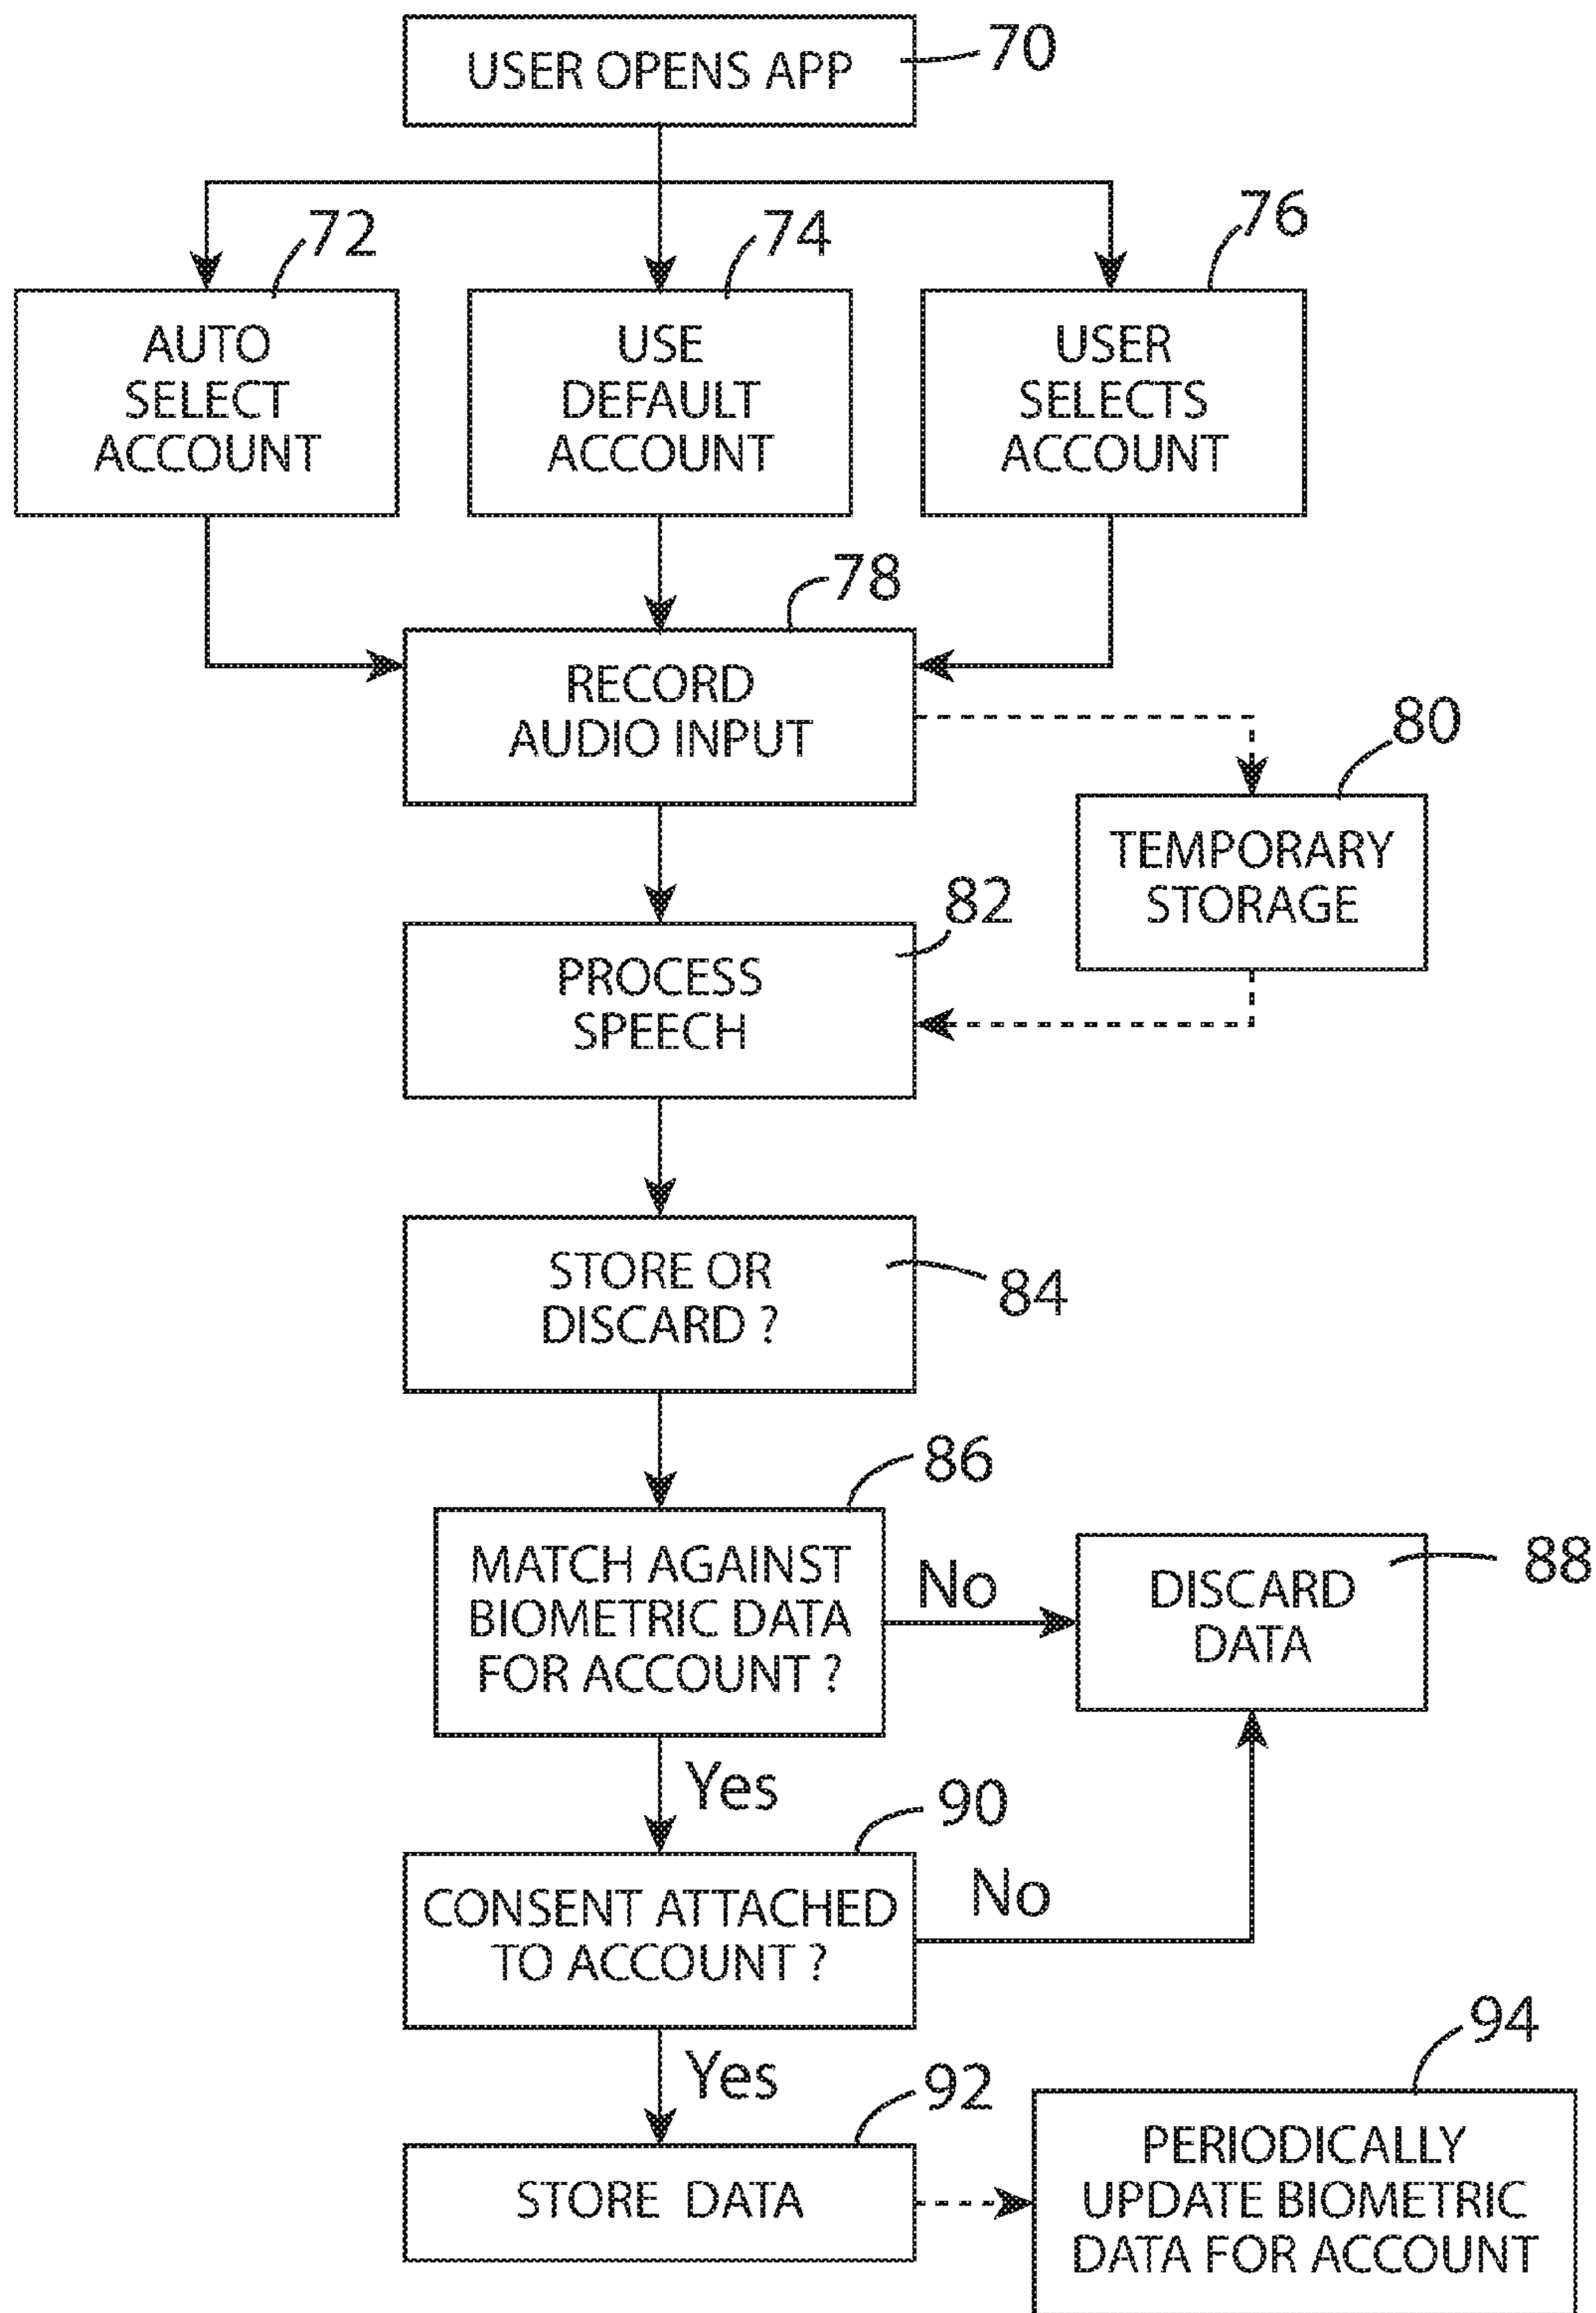 USER OPENS APP
70
72
74
76
AUTO
SELECT
ACCOUNT
USE
DEFAULT
ACCOUNT
USER
SELECTS
ACCOUNT
78
RECORD
AUDIO INPUT
80
TEMPORARY
STORAGE
82
PROCESS
SPEECH
STORE OR
DISCARD ?
84
86
MATCH AGAINST
BIOMETRIC DATA
FOR ACCOUNT ?
No
DISCARD
DATA
88
Yes
90
CONSENT ATTACHED
TO ACCOUNT ?
No
Yes
92
STORE DATA
94
PERIODICALLY
UPDATE BIOMETRIC
DATA FOR ACCOUNT